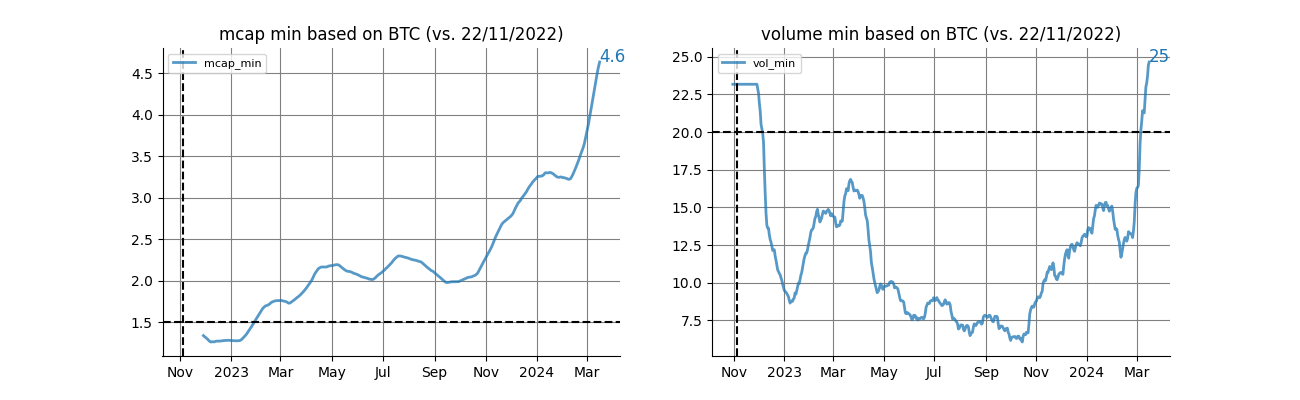 mcap min based on BTC (vs. 22/11/2022)
4.6
mcap_min
4.5
4.0
3.5
3.0
2.5
2.0
1.5
Nov 2023 Mar May Jul Sep Nov 2024 Mar
volume min based on BTC (vs. 22/11/2022)
25
vol_min
25.0
22.5
20.0
17.5
15.0
12.5
10.0
7.5
Nov 2023 Mar May Jul Sep Nov 2024 Mar